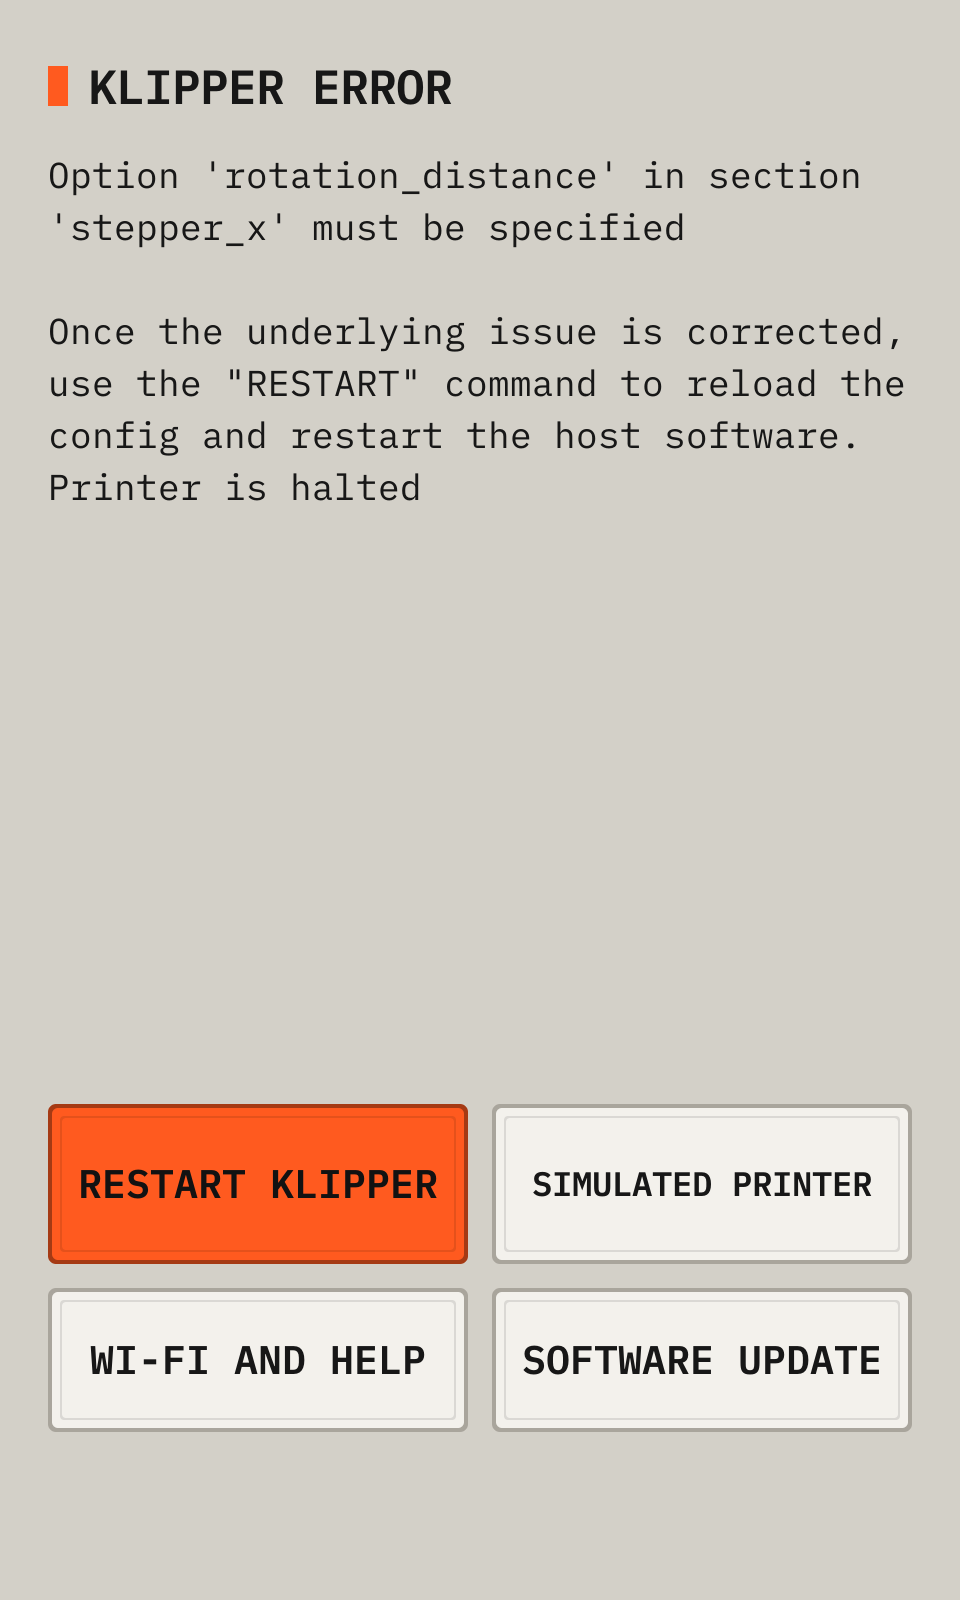 KLIPPER ERROR
Option 'rotation_distance' in section
'stepper_x' must be specified
Once the underlying issue is corrected,
use the "RESTART" command to reload the
config and restart the host software.
Printer is halted
RESTART KLIPPER
SIMULATED PRINTER
WI-FI AND HELP
SOFTWARE UPDATE